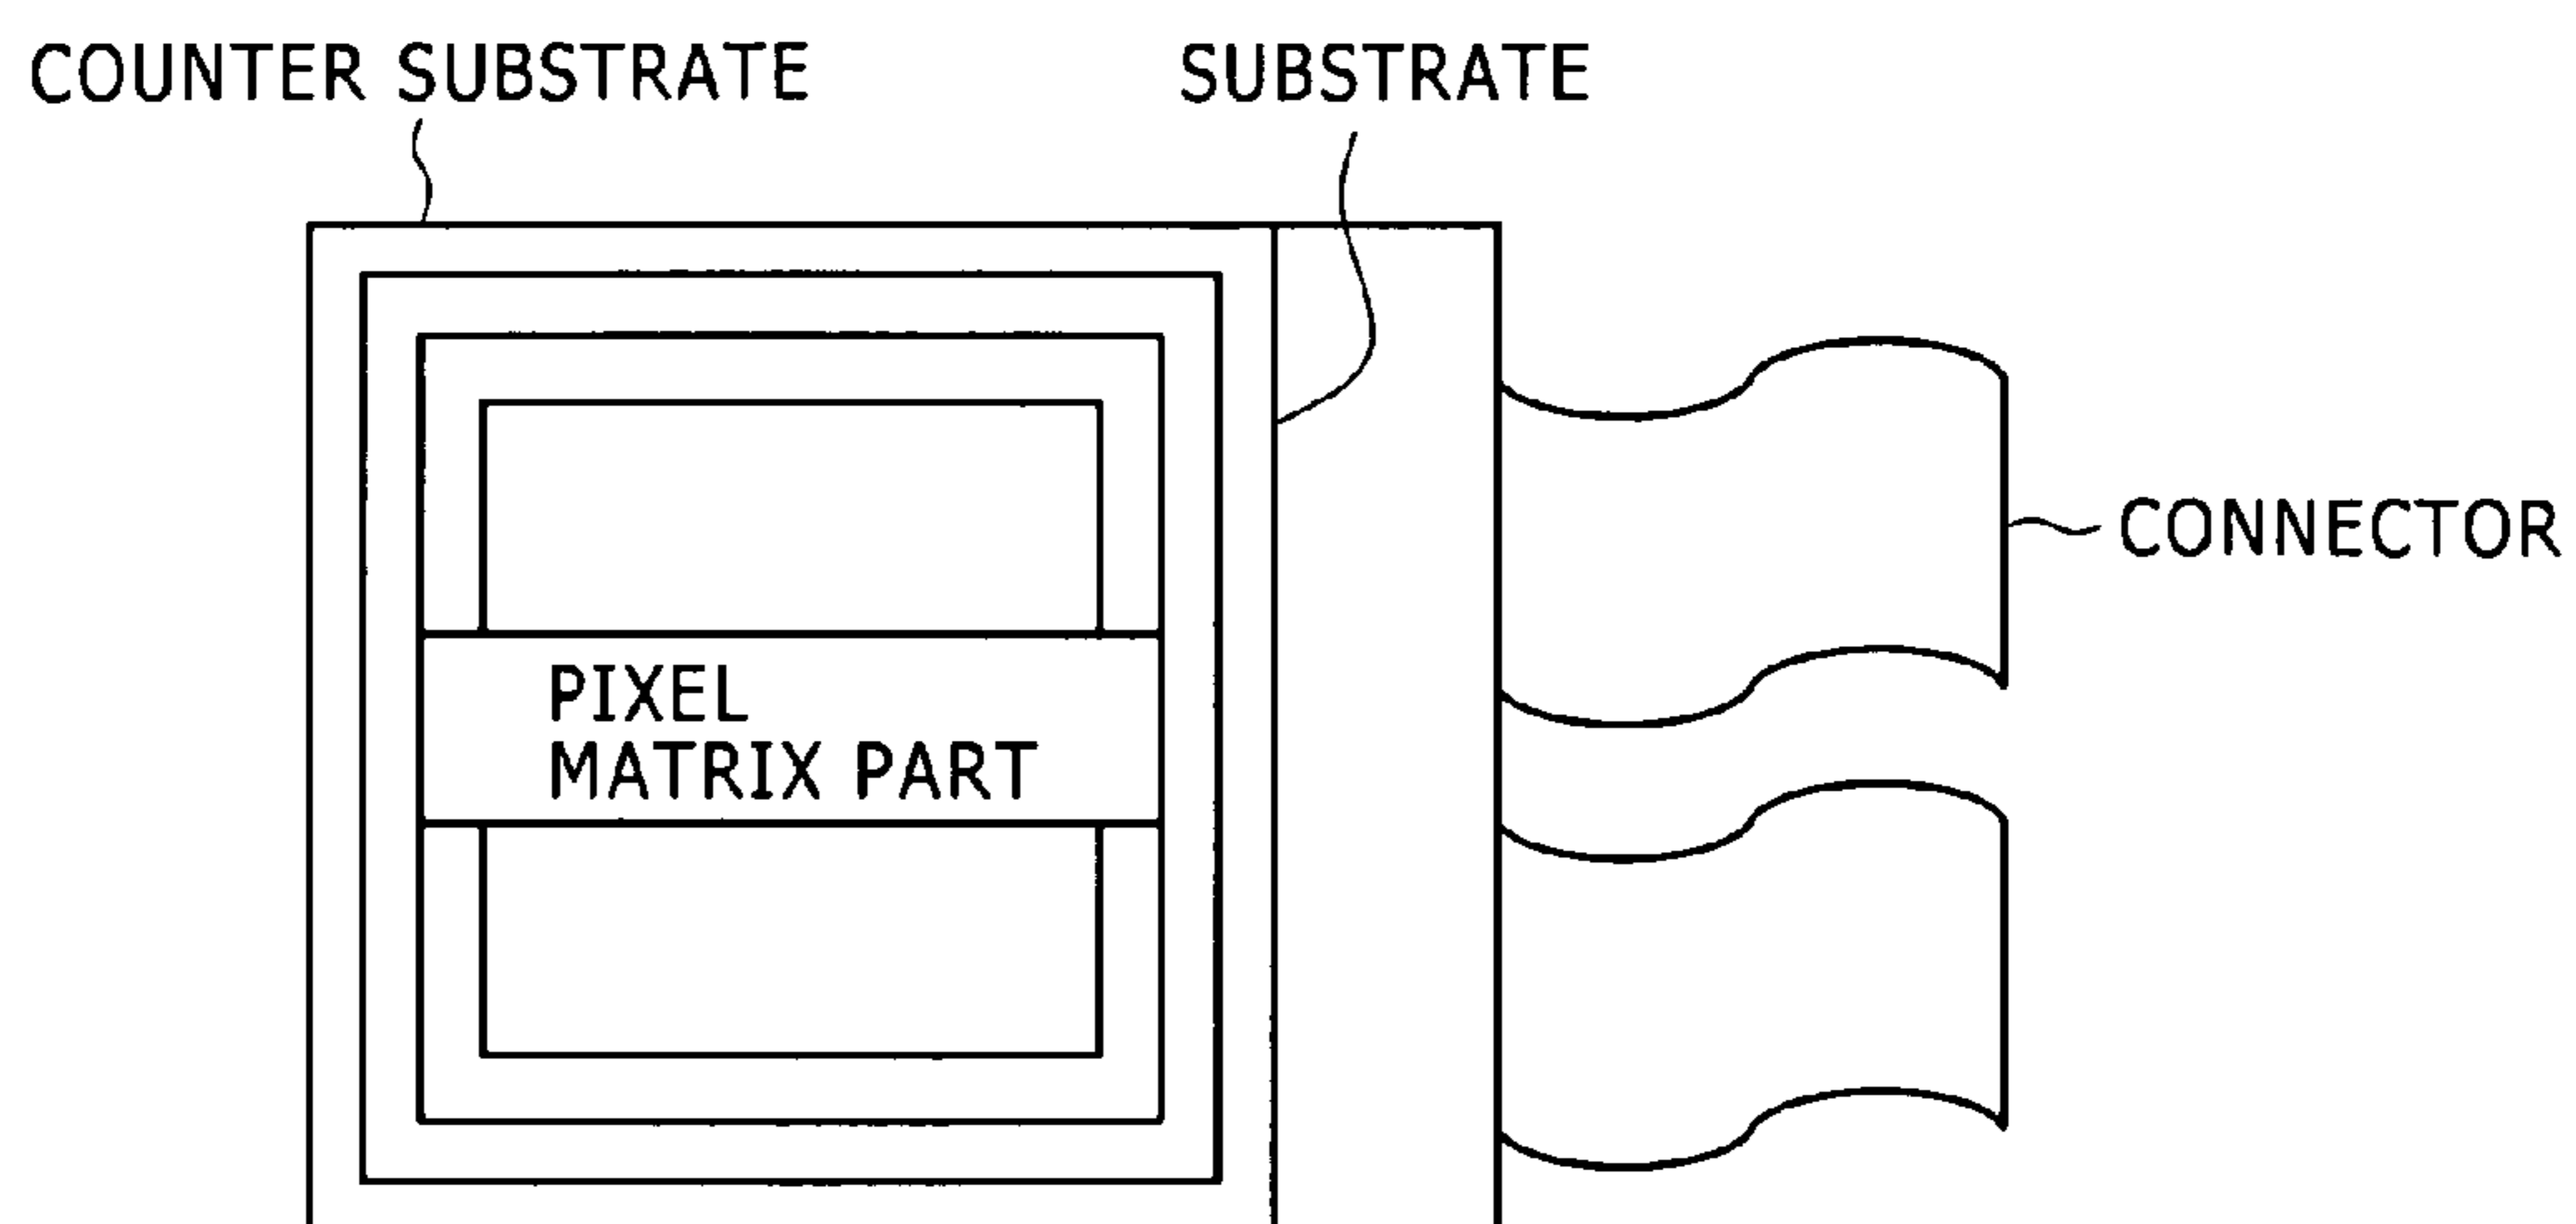 COUNTER SUBSTRATE
SUBSTRATE
CONNECTOR
PIXEL
MATRIX PART